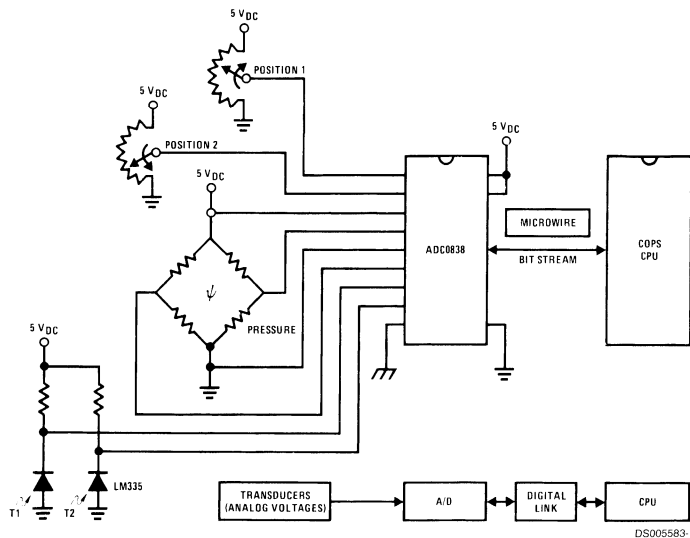 5 VDC
POSITION 1
5 VDC
POSITION 2
5 VDC
5 VDC
ADC0838
MICROWIRE
BIT STREAM
COPS
CPU
ψ
PRESSURE
5 VDC
LM335
T1
T2
TRANSDUCERS
(ANALOG VOLTAGES)
A/D
DIGITAL
LINK
CPU
DS005583-